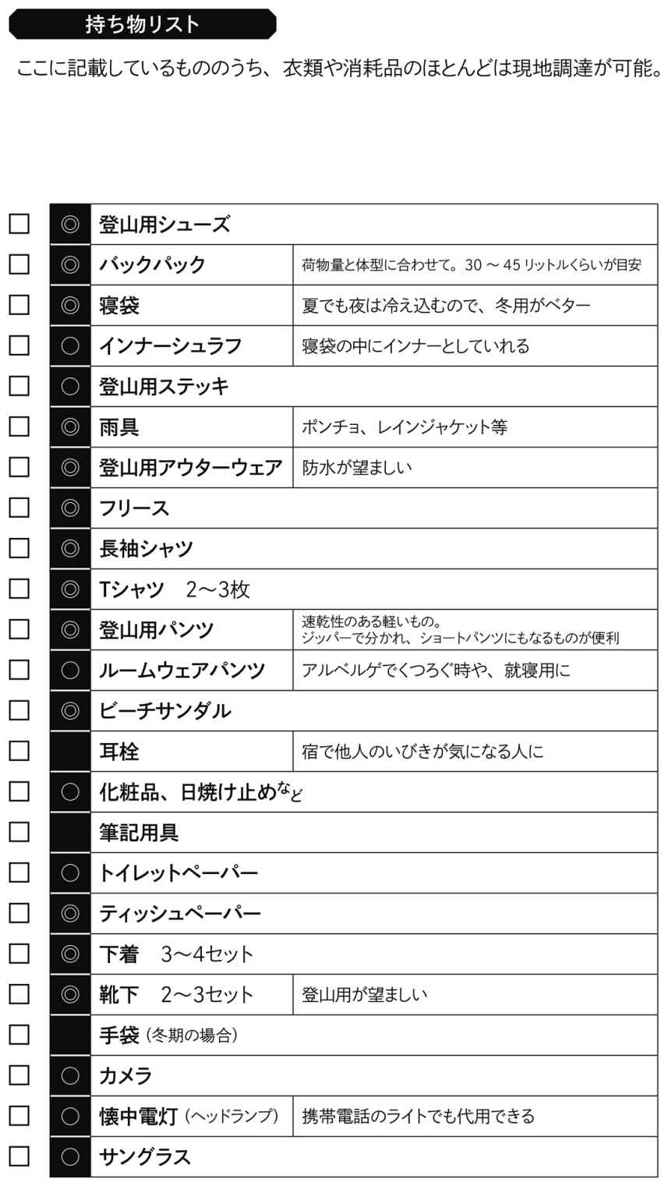 持ち物リスト
ここに記載しているもののうち、衣類や消耗品のほとんどは現地調達が可能。
□ ◎ 登山用シューズ
□ ◎ バックパック 荷物量と体型に合わせて。30 〜 45 リットルくらいが目安
□ ◎ 寝袋 夏でも夜は冷え込むので、冬用がベター
□ ○ インナーシュラフ 寝袋の中にインナーとしていれる
□ ○ 登山用ステッキ
□ ◎ 雨具 ポンチョ、レインジャケット等
□ ◎ 登山用アウターウェア 防水が望ましい
□ ◎ フリース
□ ◎ 長袖シャツ
□ ◎ Tシャツ 2〜3枚
□ ◎ 登山用パンツ 速乾性のある軽いもの。
ジッパーで分かれ、ショートパンツにもなるものが便利
□ ○ ルームウェアパンツ アルベルゲでくつろぐ時や、就寝用に
□ ◎ ビーチサンダル
□ 耳栓 宿で他人のいびきが気になる人に
□ ○ 化粧品、日焼け止めなど
□ 筆記用具
□ ○ トイレットペーパー
□ ◎ ティッシュペーパー
□ ◎ 下着 3〜4セット
□ ◎ 靴下 2〜3セット 登山用が望ましい
□ 手袋（冬期の場合）
□ ○ カメラ
□ ○ 懐中電灯（ヘッドランプ） 携帯電話のライトでも代用できる
□ ○ サングラス